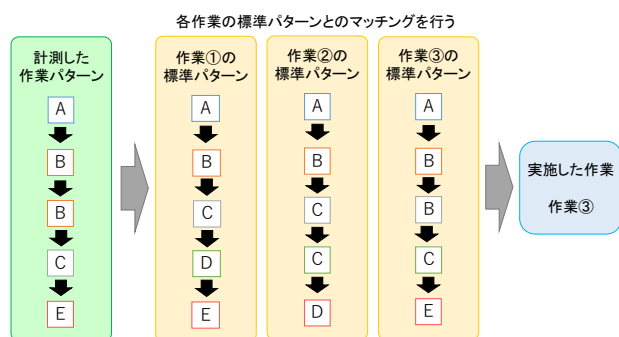 各作業の標準パターンとのマッチングを行う
計測した
作業パターン
A
B
B
C
E
作業①の
標準パターン
A
B
C
D
E
作業②の
標準パターン
A
B
C
C
D
作業③の
標準パターン
A
B
B
C
E
実施した作業
作業③